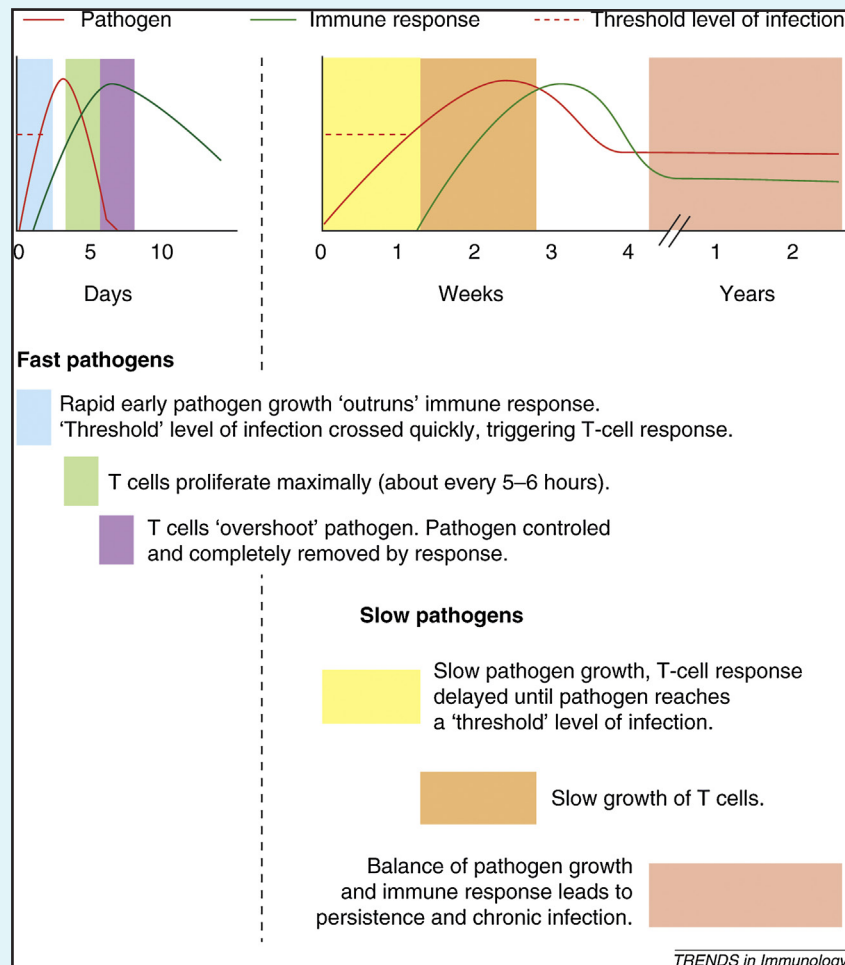 Pathogen Immune response Threshold level of infection
0 5 10 0 1 2 3 4 1 2
Days Weeks Years
Fast pathogens
Rapid early pathogen growth ‘outruns’ immune response.
‘Threshold’ level of infection crossed quickly, triggering T-cell response.
T cells proliferate maximally (about every 5–6 hours).
T cells ‘overshoot’ pathogen. Pathogen controled
and completely removed by response.
Slow pathogens
Slow pathogen growth, T-cell response
delayed until pathogen reaches
a ‘threshold’ level of infection.
Slow growth of T cells.
Balance of pathogen growth
and immune response leads to
persistence and chronic infection.
TRENDS in Immunology